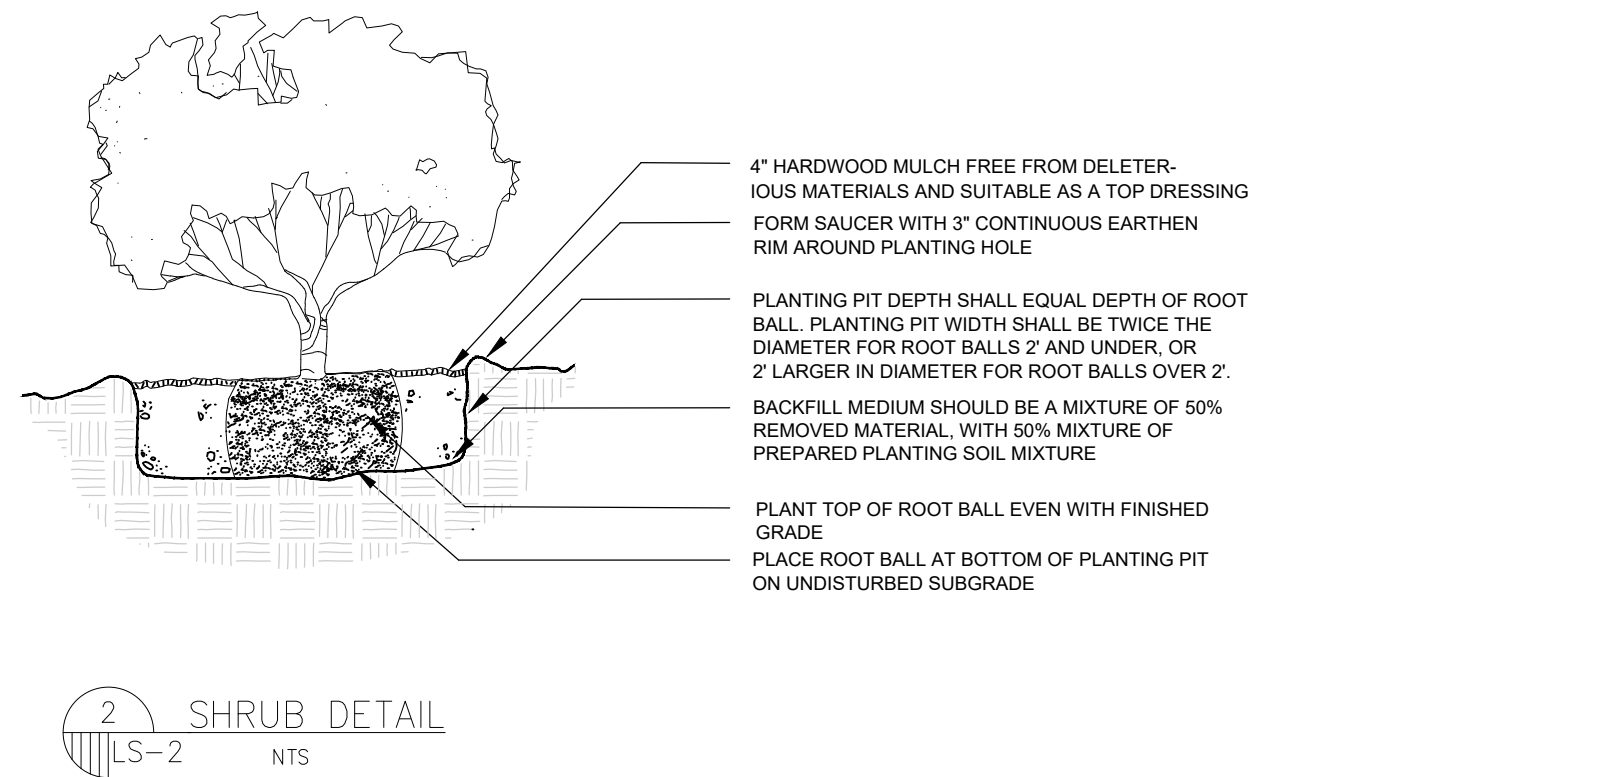 4" HARDWOOD MULCH FREE FROM DELETER-
IOUS MATERIALS AND SUITABLE AS A TOP DRESSING
FORM SAUCER WITH 3" CONTINUOUS EARTHEN
RIM AROUND PLANTING HOLE
PLANTING PIT DEPTH SHALL EQUAL DEPTH OF ROOT
BALL. PLANTING PIT WIDTH SHALL BE TWICE THE
DIAMETER FOR ROOT BALLS 2' AND UNDER, OR
2' LARGER IN DIAMETER FOR ROOT BALLS OVER 2'.
BACKFILL MEDIUM SHOULD BE A MIXTURE OF 50%
REMOVED MATERIAL, WITH 50% MIXTURE OF
PREPARED PLANTING SOIL MIXTURE
PLANT TOP OF ROOT BALL EVEN WITH FINISHED
GRADE
PLACE ROOT BALL AT BOTTOM OF PLANTING PIT
ON UNDISTURBED SUBGRADE
2 SHRUB DETAIL
LS-2 NTS